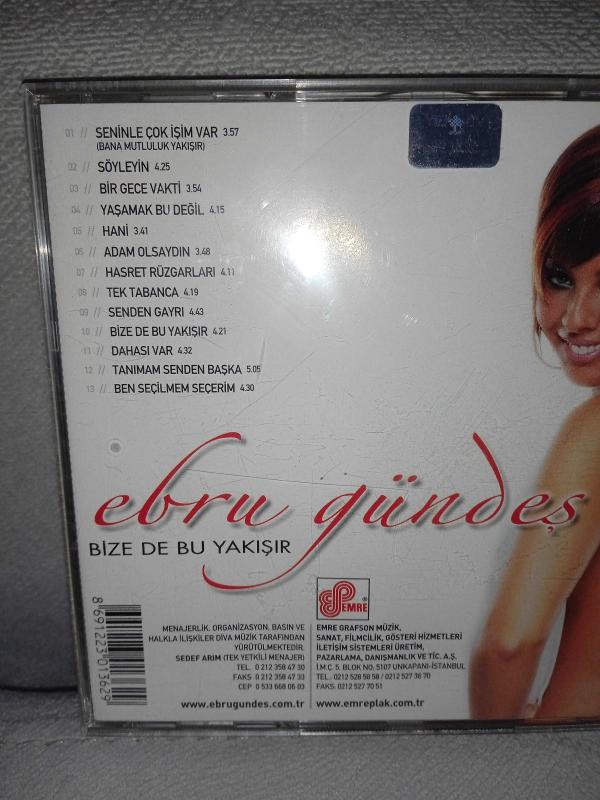 01 // SENİNLE ÇOK İŞİM VAR 3.57
(BANA MUTLULUK YAKIŞIR)
02 // SÖYLEYİN 4.25
03 // BİR GECE VAKTİ 3.54
04 // YAŞAMAK BU DEĞİL 4.15
05 // HANİ 3.41
06 // ADAM OLSAYDIN 3.48
07 // HASRET RÜZGARLARI 4.11
08 // TEK TABANCA 4.19
09 // SENDEN GAYRI 4.43
10 // BİZE DE BU YAKIŞIR 4.21
11 // DAHASI VAR 4.32
12 // TANIMAM SENDEN BAŞKA 5.05
13 // BEN SEÇİLMEM SEÇERİM 4.30
ebru gündeş
BİZE DE BU YAKIŞIR
8 691223 013629
MENAJERLİK, ORGANİZASYON, BASIN VE
HALKLA İLİŞKİLER DİVA MÜZİK TARAFINDAN
YÜRÜTÜLMEKTEDİR.
SEDEF ARIM (TEK YETKİLİ MENAJER)
TEL. 0 212 358 47 30
FAKS 0 212 358 47 33
CEP 0 533 668 06 03
www.ebrugundes.com.tr
EMRE ®
EMRE GRAFSON MÜZİK,
SANAT, FİLMCİLİK, GÖSTERİ HİZMETLERİ
İLETİŞİM SİSTEMLERİ ÜRETİM,
PAZARLAMA, DANIŞMANLIK VE TİC. A.Ş.
İ.M.Ç. 5. BLOK NO. 5107 UNKAPANI-İSTANBUL
TEL. 0212 528 58 58 / 0212 527 38 70
FAKS. 0212 527 70 51
www.emreplak.com.tr